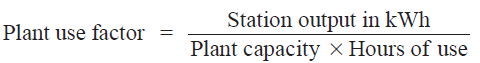 Plant use factor = Station output in kWh
Plant capacity × Hours of use